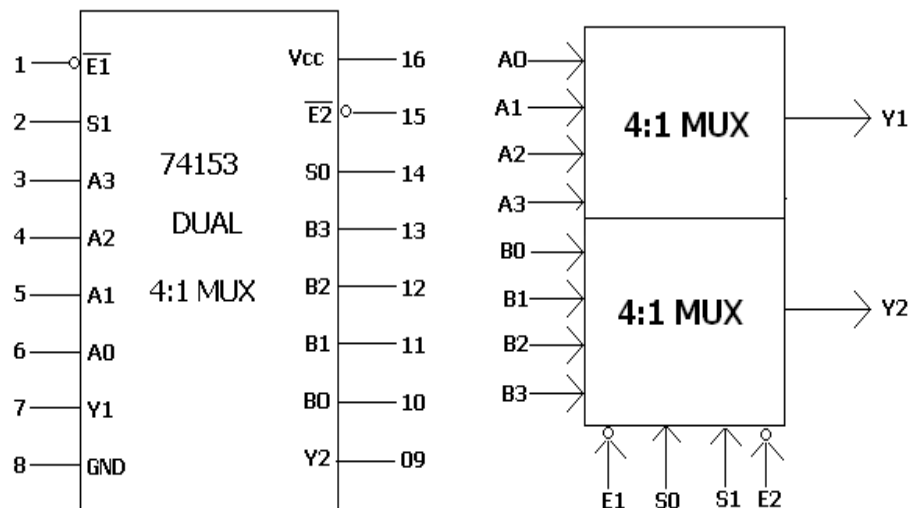 1 E1
2 S1
3 A3
4 A2
5 A1
6 A0
7 Y1
8 GND
74153
DUAL
4:1 MUX
Vcc 16
E2 15
S0 14
B3 13
B2 12
B1 11
B0 10
Y2 09
A0
A1
A2
A3
4:1 MUX
Y1
B0
B1
B2
B3
4:1 MUX
Y2
E1 S0 S1 E2